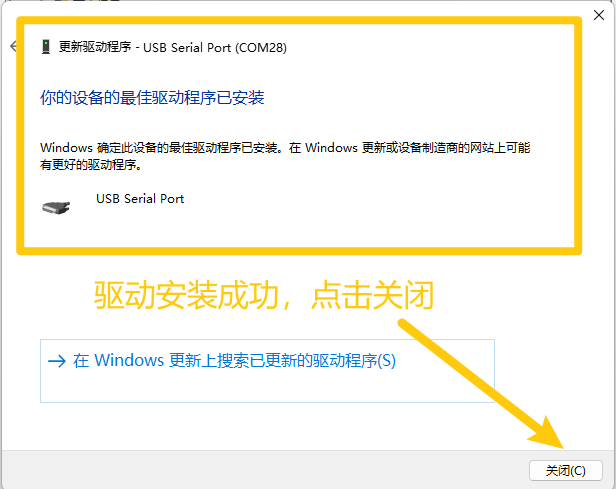 更新驱动程序 - USB Serial Port (COM28)
你的设备的最佳驱动程序已安装
Windows 确定此设备的最佳驱动程序已安装。在 Windows 更新或设备制造商的网站上可能
有更好的驱动程序。
USB Serial Port
驱动安装成功，点击关闭
在 Windows 更新上搜索已更新的驱动程序(S)
关闭(C)